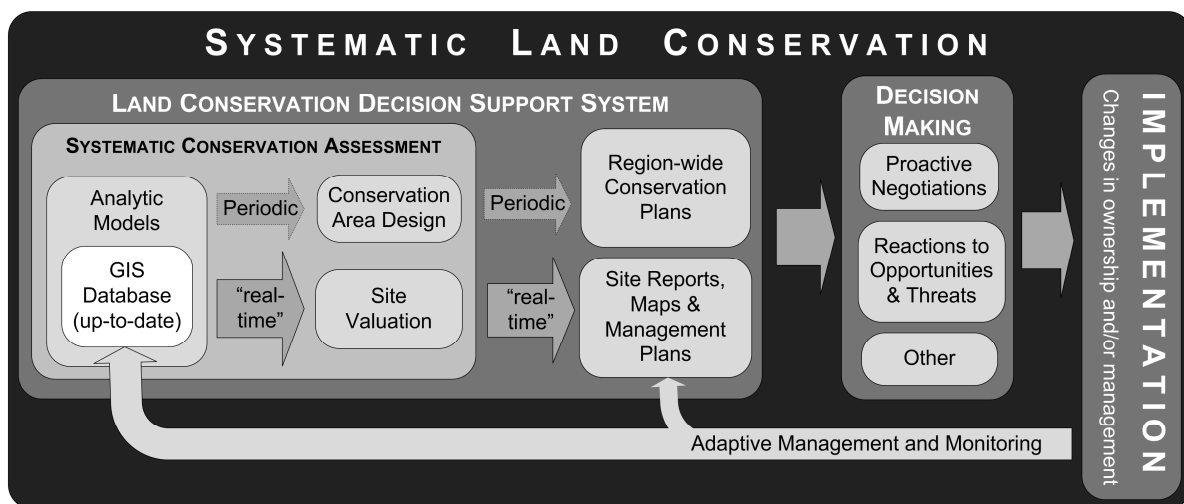 SYSTEMATIC LAND CONSERVATION
LAND CONSERVATION DECISION SUPPORT SYSTEM
SYSTEMATIC CONSERVATION ASSESSMENT
Analytic
Models
GIS
Database
(up-to-date)
Periodic
“real-
time”
Conservation
Area Design
Site
Valuation
Periodic
“real-
time”
Region-wide
Conservation
Plans
Site Reports,
Maps &
Management
Plans
DECISION
MAKING
Proactive
Negotiations
Reactions to
Opportunities
& Threats
Other
IMPLEMENTATION
Changes in ownership and/or management
Adaptive Management and Monitoring